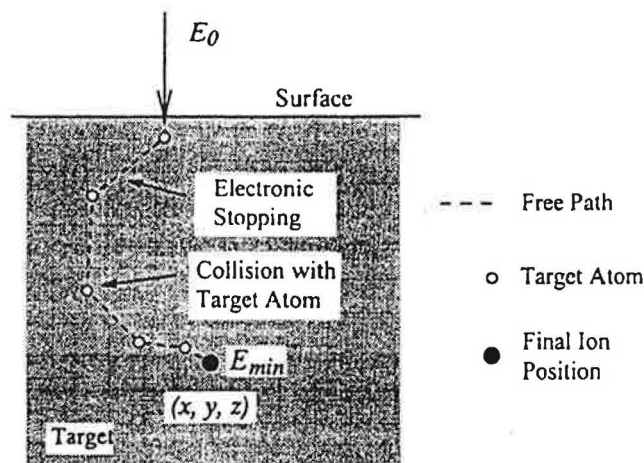 E0
Surface
Electronic
Stopping
Free Path
Collision with
Target Atom
Target Atom
Emin
Final Ion
Position
(x, y, z)
Target